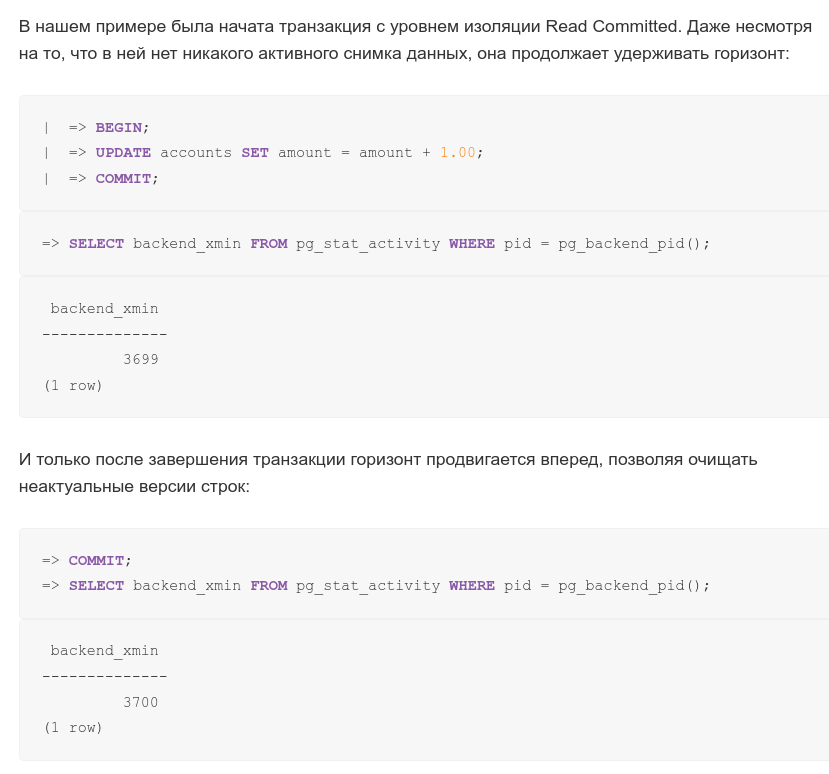 В нашем примере была начата транзакция с уровнем изоляции Read Committed. Даже несмотря
на то, что в ней нет никакого активного снимка данных, она продолжает удерживать горизонт:
|  => BEGIN;
|  => UPDATE accounts SET amount = amount + 1.00;
|  => COMMIT;
=> SELECT backend_xmin FROM pg_stat_activity WHERE pid = pg_backend_pid();
 backend_xmin
--------------
         3699
(1 row)
И только после завершения транзакции горизонт продвигается вперед, позволяя очищать
неактуальные версии строк:
=> COMMIT;
=> SELECT backend_xmin FROM pg_stat_activity WHERE pid = pg_backend_pid();
 backend_xmin
--------------
         3700
(1 row)